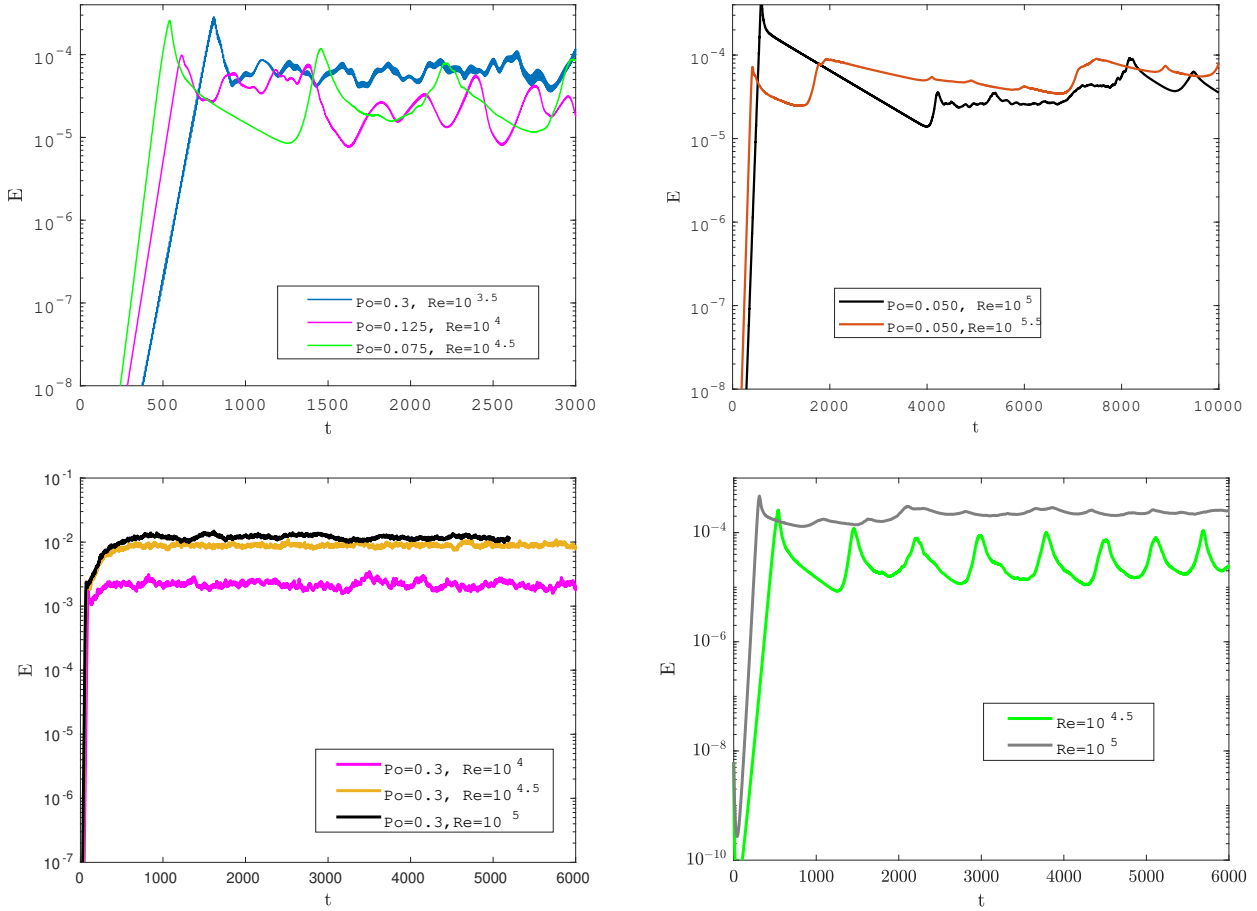 10^-4
10^-5
10^-6
10^-7
10^-8
E
0 500 1000 1500 2000 2500 3000
t
Po=0.3, Re=10^3.5
Po=0.125, Re=10^4
Po=0.075, Re=10^4.5
10^-4
10^-5
10^-6
10^-7
10^-8
E
0 2000 4000 6000 8000 10000
t
Po=0.050, Re=10^5
Po=0.050,Re=10^5.5
10^-1
10^-2
10^-3
10^-4
10^-5
10^-6
10^-7
E
0 1000 2000 3000 4000 5000 6000
t
Po=0.3, Re=10^4
Po=0.3, Re=10^4.5
Po=0.3,Re=10^5
10^-4
10^-6
10^-8
10^-10
E
0 1000 2000 3000 4000 5000 6000
t
Re=10^4.5
Re=10^5